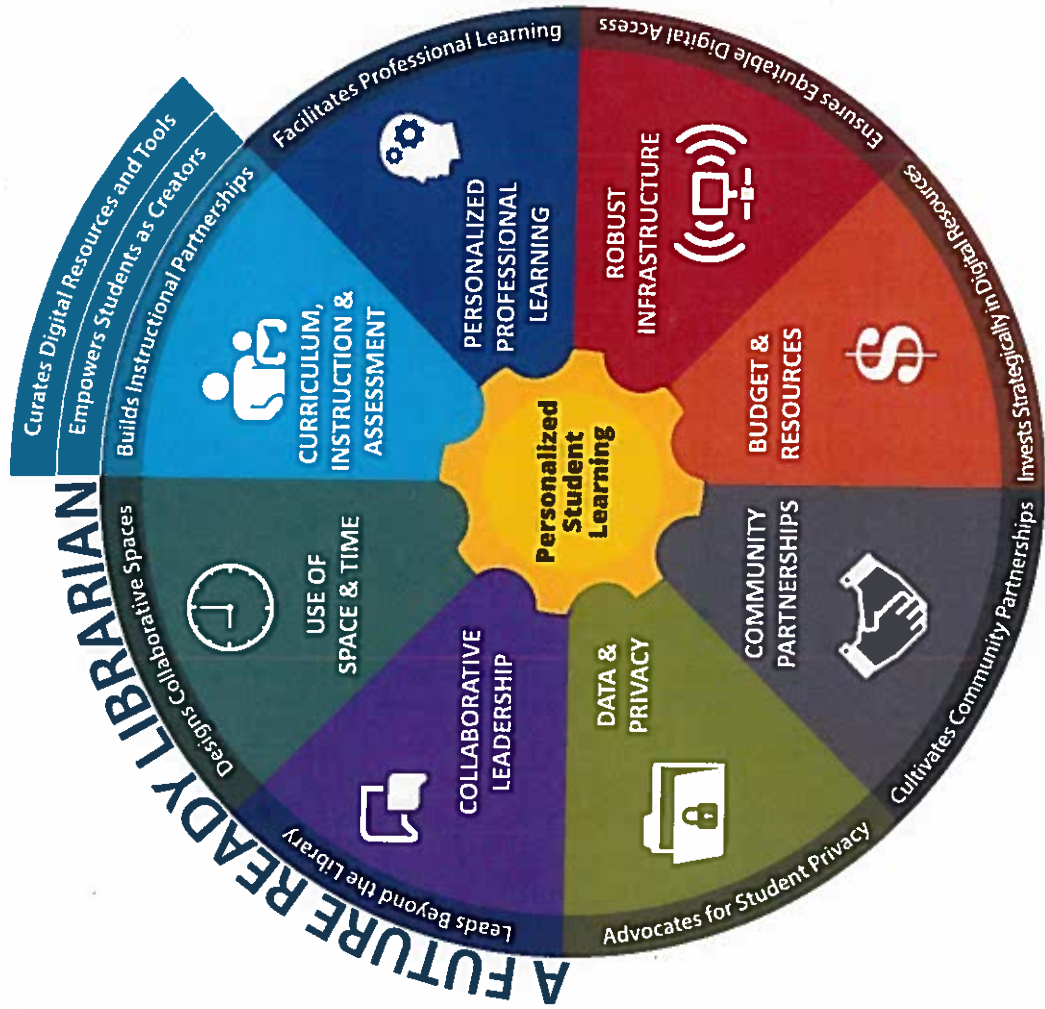 A FUTURE READY LIBRARIAN
Curates Digital Resources and Tools
Empowers Students as Creators
Builds Instructional Partnerships
CURRICULUM,
INSTRUCTION &
ASSESSMENT
Facilitates Professional Learning
PERSONALIZED
PROFESSIONAL
LEARNING
Ensures Equitable Digital Access
ROBUST
INFRASTRUCTURE
Invests Strategically in Digital Resources
BUDGET &
RESOURCES
$
Cultivates Community Partnerships
COMMUNITY
PARTNERSHIPS
Advocates for Student Privacy
DATA &
PRIVACY
Leads Beyond the Library
COLLABORATIVE
LEADERSHIP
Designs Collaborative Spaces
USE OF
SPACE & TIME
Personalized
Student
Learning